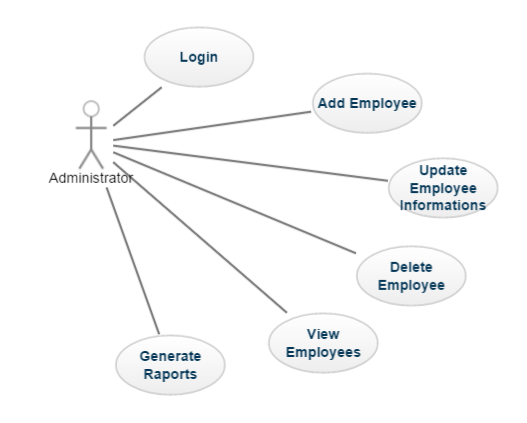 Login
Add Employee
Administrator
Update
Employee
Informations
Delete
Employee
View
Employees
Generate
Raports